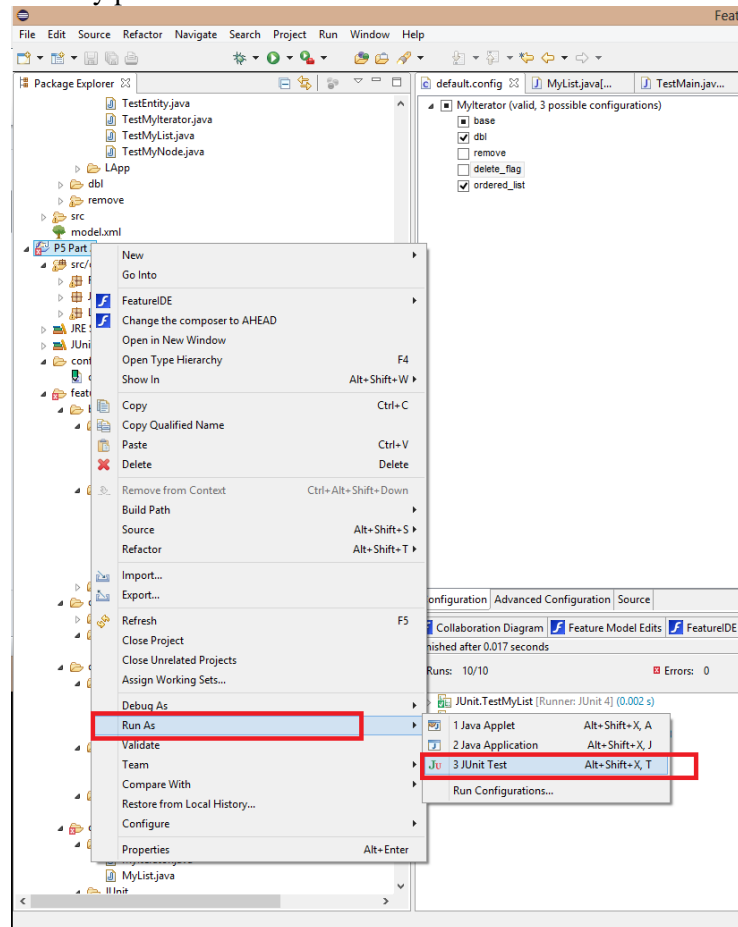 Feat
File Edit Source Refactor Navigate Search Project Run Window Help
Package Explorer
default.config MyList.java[... TestMain.jav...
TestEntity.java
TestMyIterator.java
TestMyList.java
TestMyNode.java
LApp
dbl
remove
src
model.xml
MyIterator (valid, 3 possible configurations)
base
dbl
remove
delete_flag
ordered_list
P5 Part
src/
JRE
JUni
conf
feat
New
Go Into
FeatureIDE
Change the composer to AHEAD
Open in New Window
Open Type Hierarchy F4
Show In Alt+Shift+W
Copy Ctrl+C
Copy Qualified Name
Paste Ctrl+V
Delete Delete
Remove from Context Ctrl+Alt+Shift+Down
Build Path
Source Alt+Shift+S
Refactor Alt+Shift+T
Import...
Export...
Refresh F5
Close Project
Close Unrelated Projects
Assign Working Sets...
Debug As
Run As
Validate
Team
Compare With
Restore from Local History...
Configure
Properties Alt+Enter
onfiguration Advanced Configuration Source
Collaboration Diagram Feature Model Edits FeatureIDE
nished after 0.017 seconds
Runs: 10/10 Errors: 0
JUnit.TestMyList [Runner: JUnit 4] (0.002 s)
1 Java Applet Alt+Shift+X, A
2 Java Application Alt+Shift+X, J
3 JUnit Test Alt+Shift+X, T
Run Configurations...
MyList.java
JUnit